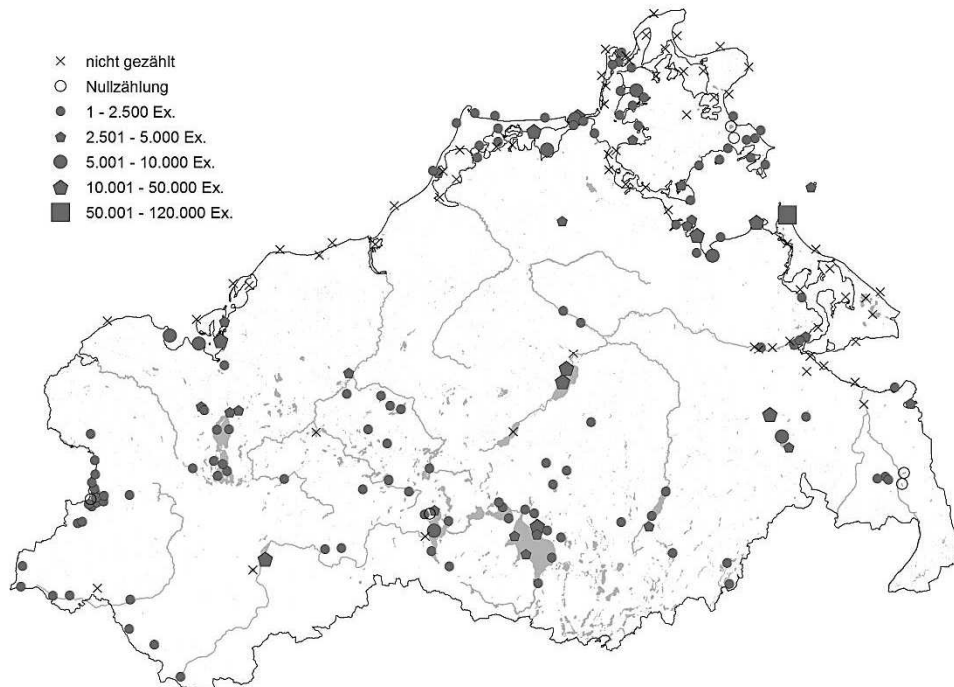 nicht gezählt
Nullzählung
1 - 2.500 Ex.
2.501 - 5.000 Ex.
5.001 - 10.000 Ex.
10.001 - 50.000 Ex.
50.001 - 120.000 Ex.